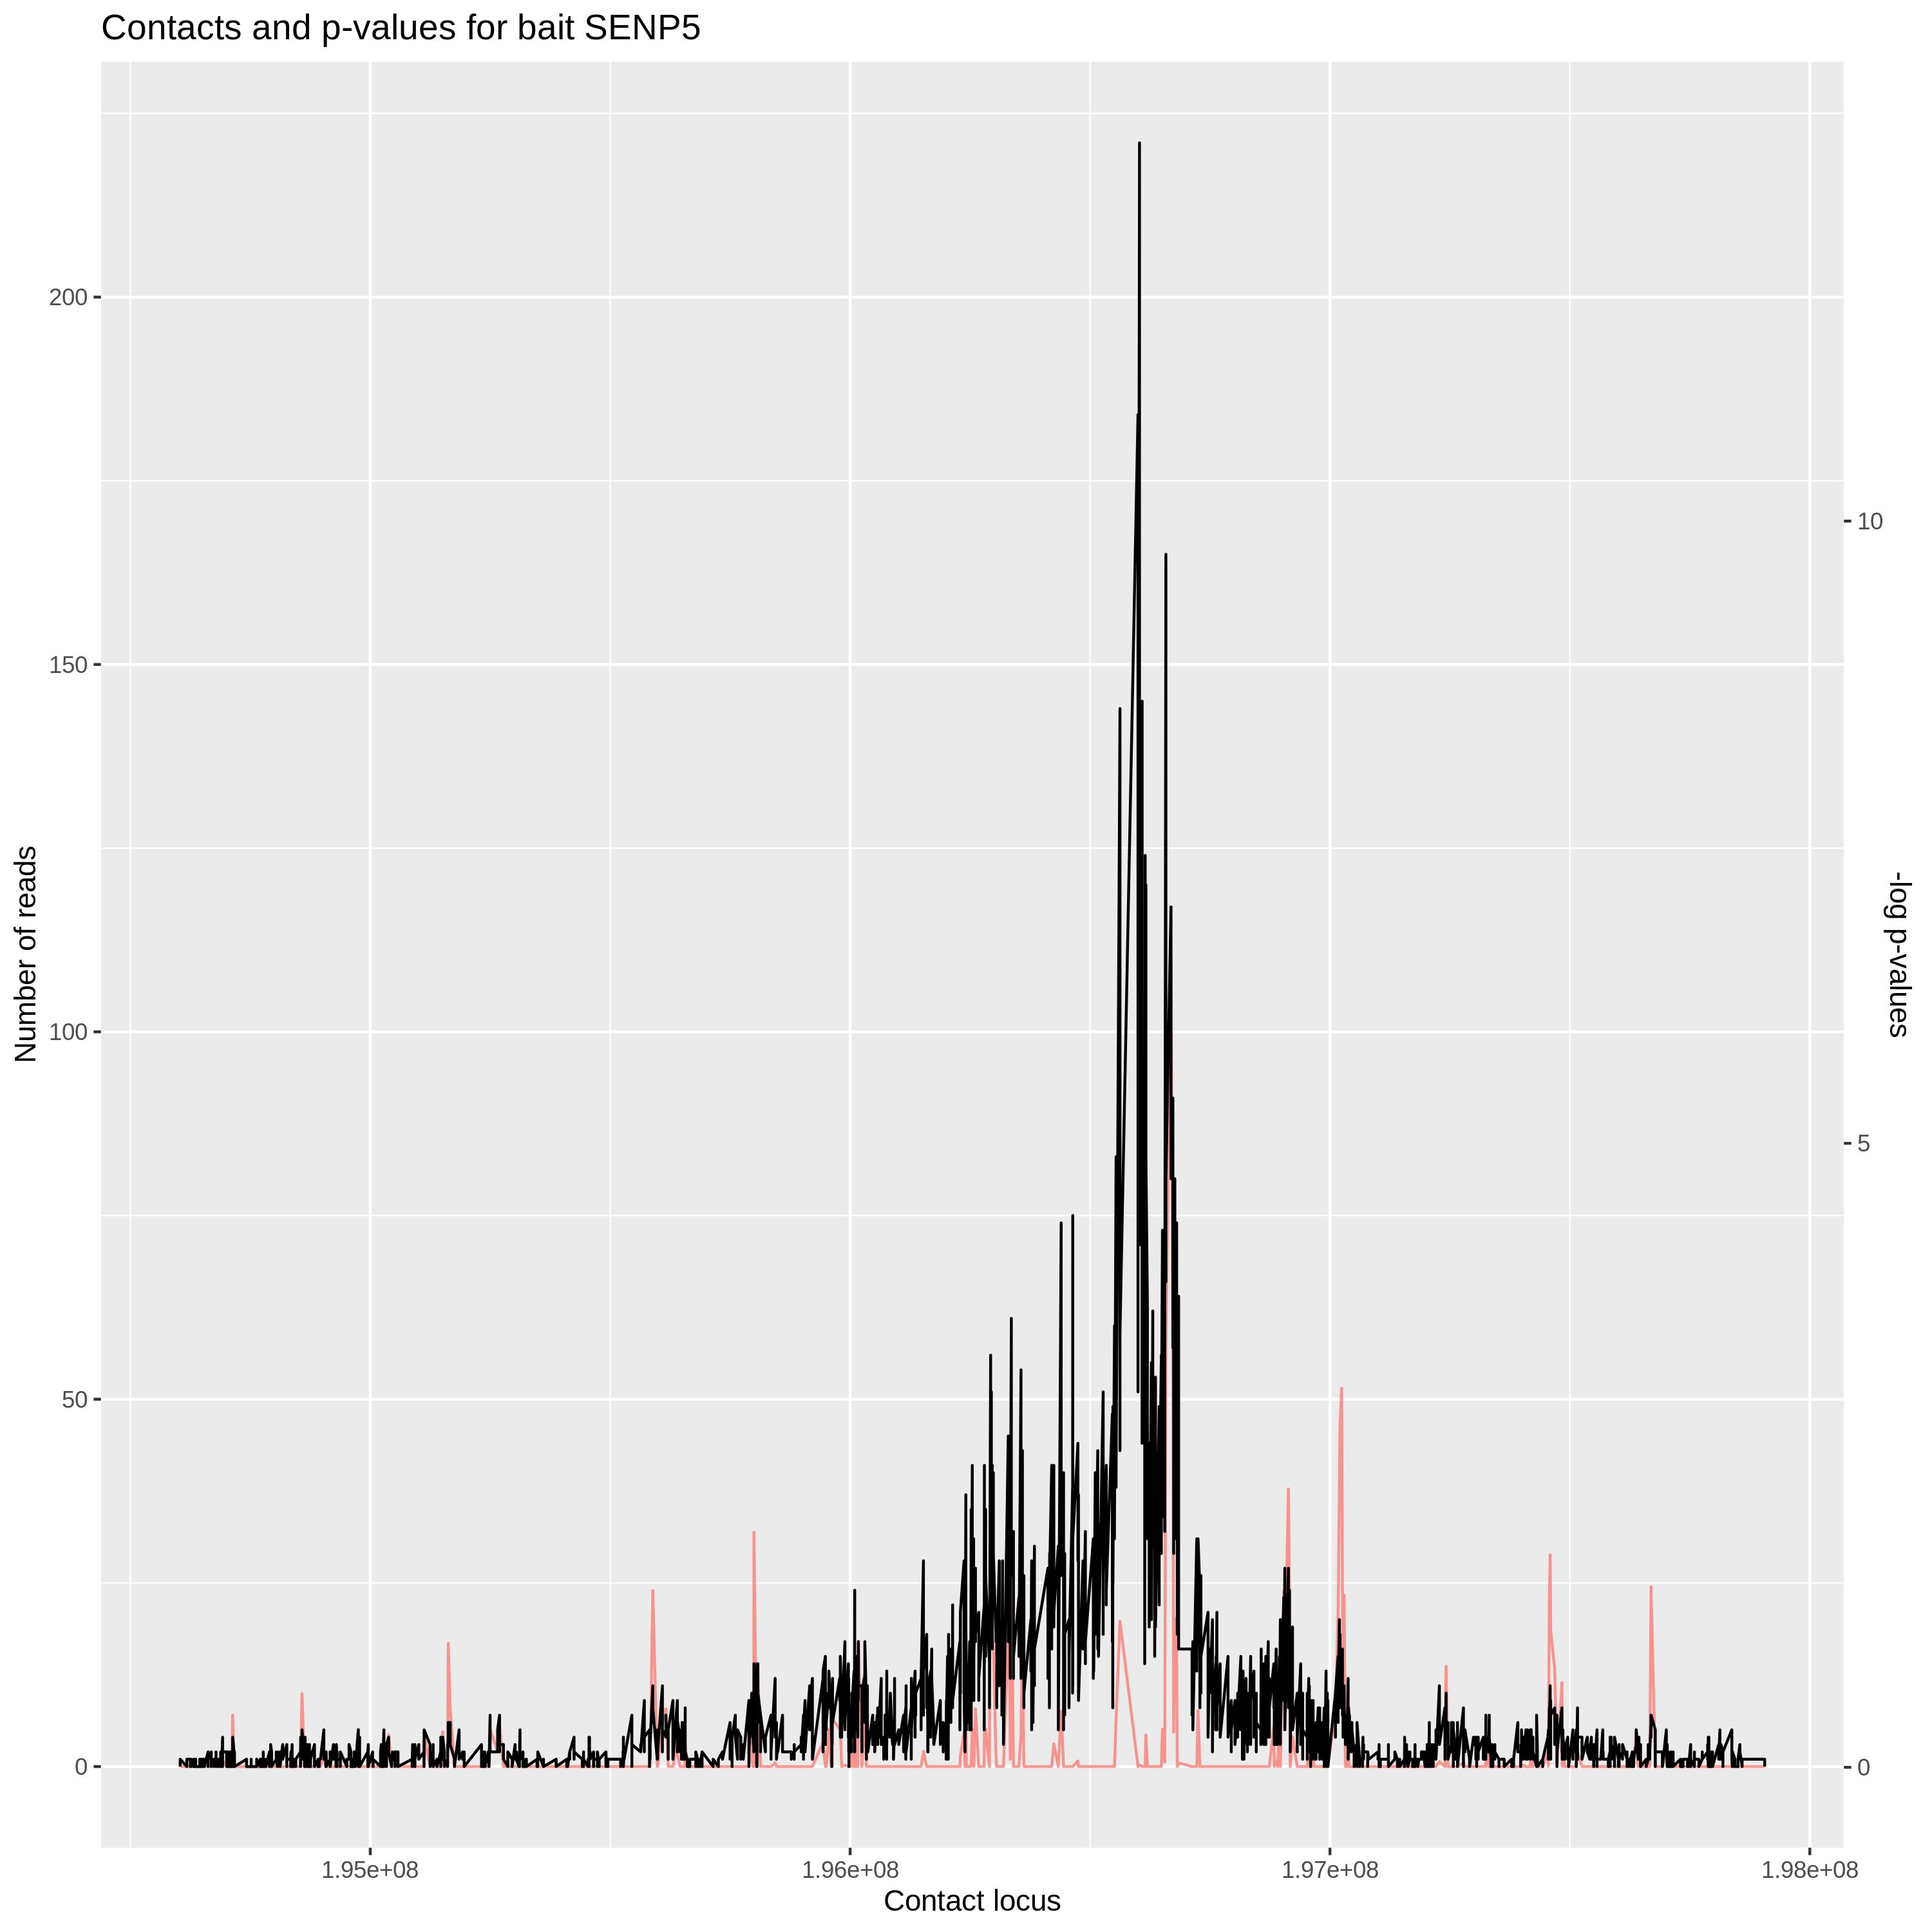 Contacts and p-values for bait SENP5
200
150
100
50
0
Number of reads
10
5
0
-log p-values
1.95e+08
1.96e+08
1.97e+08
1.98e+08
Contact locus